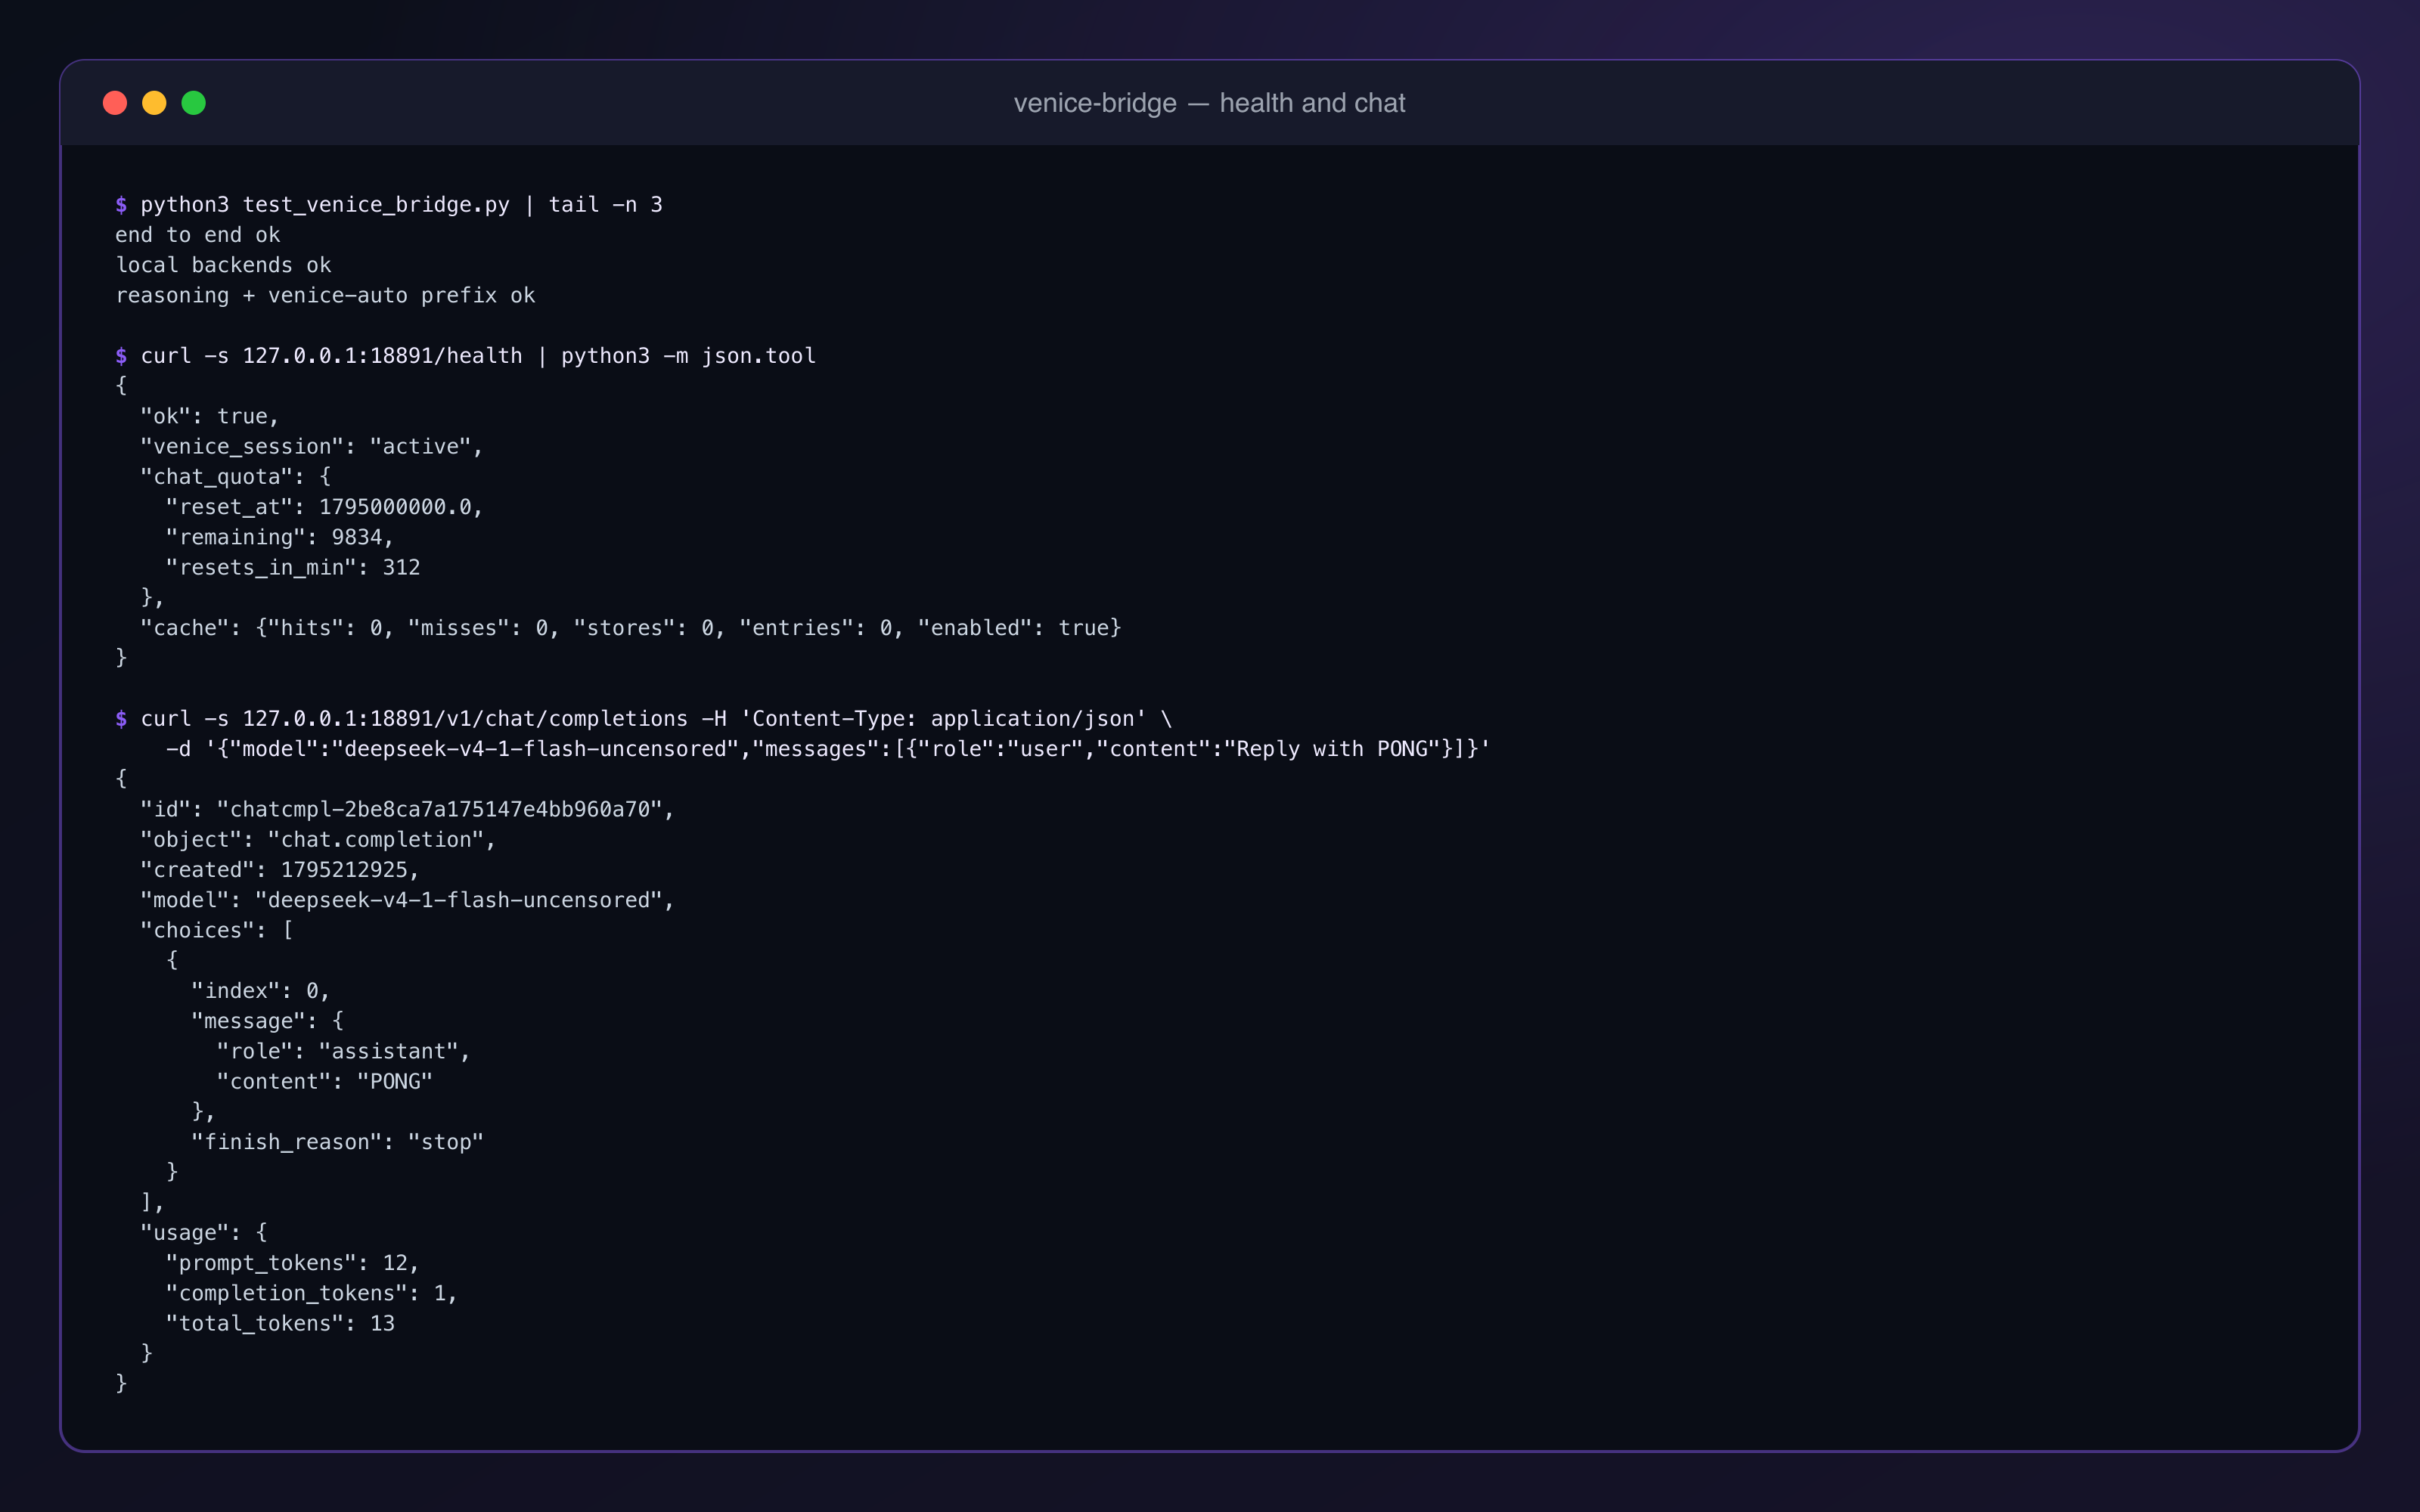 venice-bridge — health and chat
$ python3 test_venice_bridge.py | tail -n 3
end to end ok
local backends ok
reasoning + venice-auto prefix ok
$ curl -s 127.0.0.1:18891/health | python3 -m json.tool
{
  "ok": true,
  "venice_session": "active",
  "chat_quota": {
    "reset_at": 1795000000.0,
    "remaining": 9834,
    "resets_in_min": 312
  },
  "cache": {"hits": 0, "misses": 0, "stores": 0, "entries": 0, "enabled": true}
}
$ curl -s 127.0.0.1:18891/v1/chat/completions -H 'Content-Type: application/json' \
    -d '{"model":"deepseek-v4-1-flash-uncensored","messages":[{"role":"user","content":"Reply with PONG"}]}'
{
  "id": "chatcmpl-2be8ca7a175147e4bb960a70",
  "object": "chat.completion",
  "created": 1795212925,
  "model": "deepseek-v4-1-flash-uncensored",
  "choices": [
    {
      "index": 0,
      "message": {
        "role": "assistant",
        "content": "PONG"
      },
      "finish_reason": "stop"
    }
  ],
  "usage": {
    "prompt_tokens": 12,
    "completion_tokens": 1,
    "total_tokens": 13
  }
}